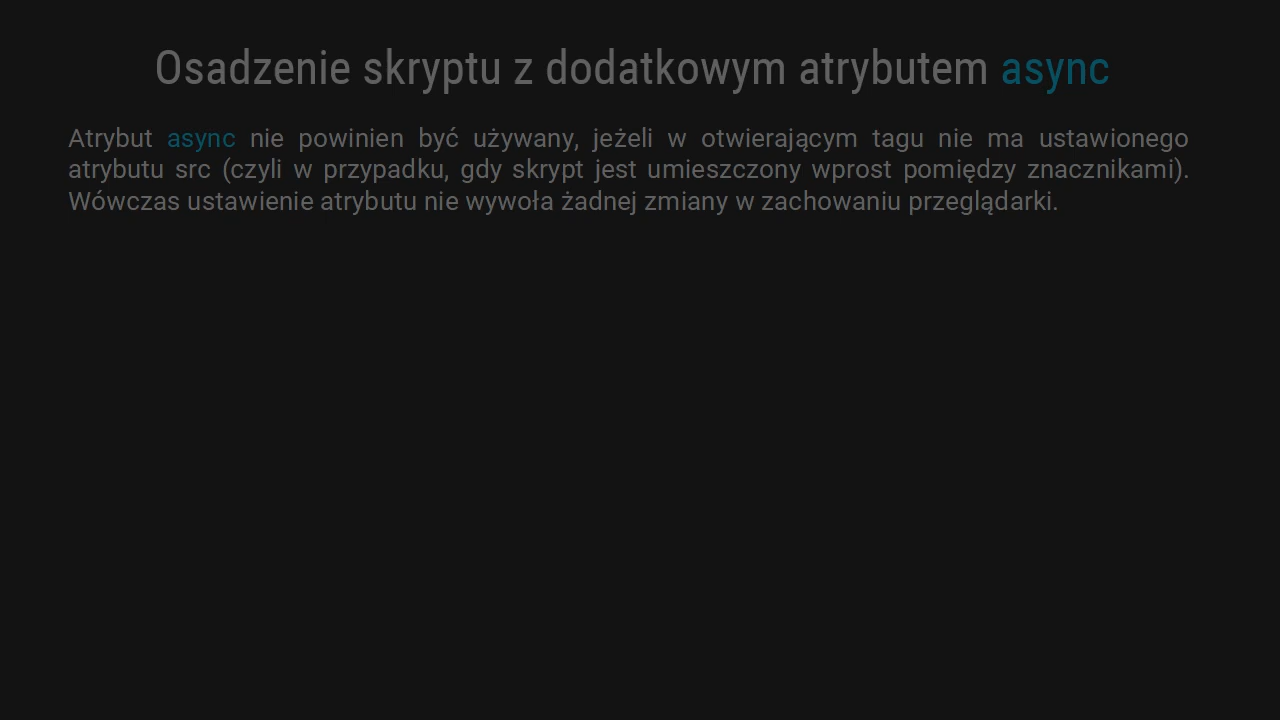 Osadzenie skryptu z dodatkowym atrybutem async
Atrybut async nie powinien być używany, jeżeli w otwierającym tagu nie ma ustawionego
atrybutu src (czyli w przypadku, gdy skrypt jest umieszczony wprost pomiędzy znacznikami).
Wówczas ustawienie atrybutu nie wywoła żadnej zmiany w zachowaniu przeglądarki.